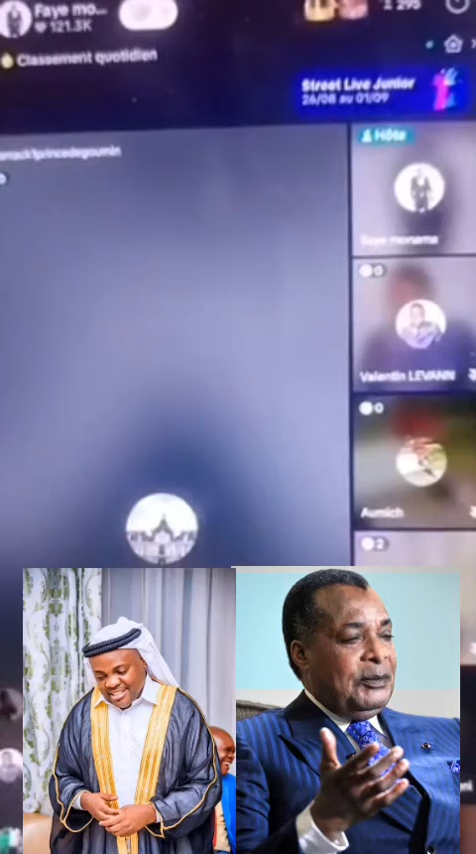 Faye mo...
121.3K
295
Classement quotidien
Street Live Junior
26/08 au 01/09
Hôte
Faye monama
0
Valentin LEVANN
0
Aumich
2